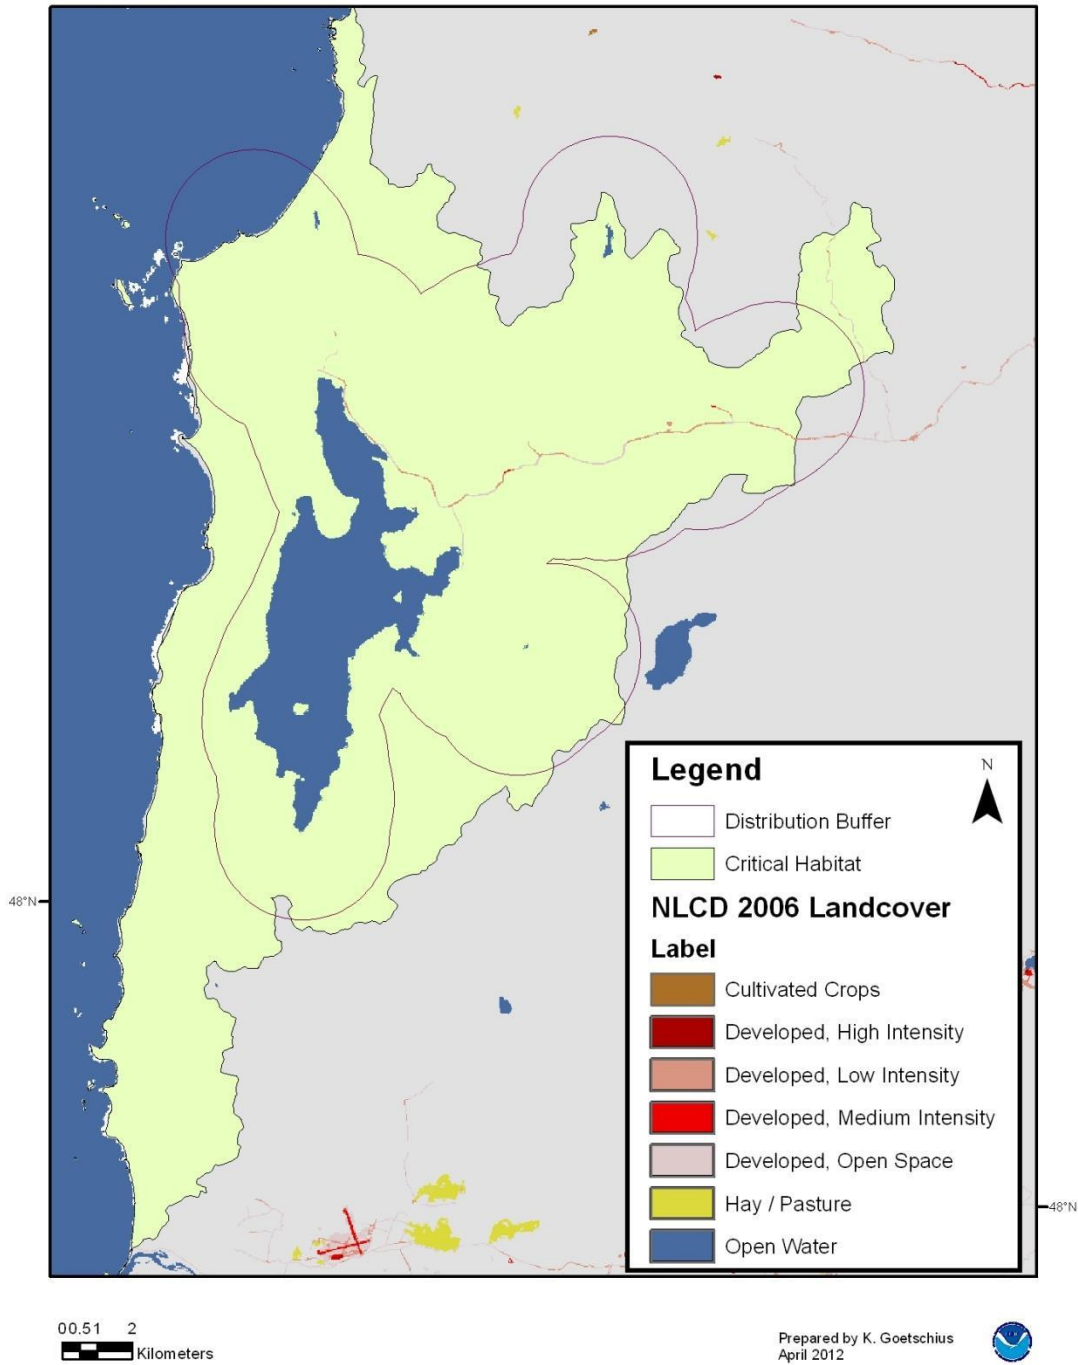 Legend
N
Distribution Buffer
Critical Habitat
NLCD 2006 Landcover
Label
Cultivated Crops
Developed, High Intensity
Developed, Low Intensity
Developed, Medium Intensity
Developed, Open Space
Hay / Pasture
Open Water
48°N
48°N
00.51 2
Kilometers
Prepared by K. Goetschius
April 2012